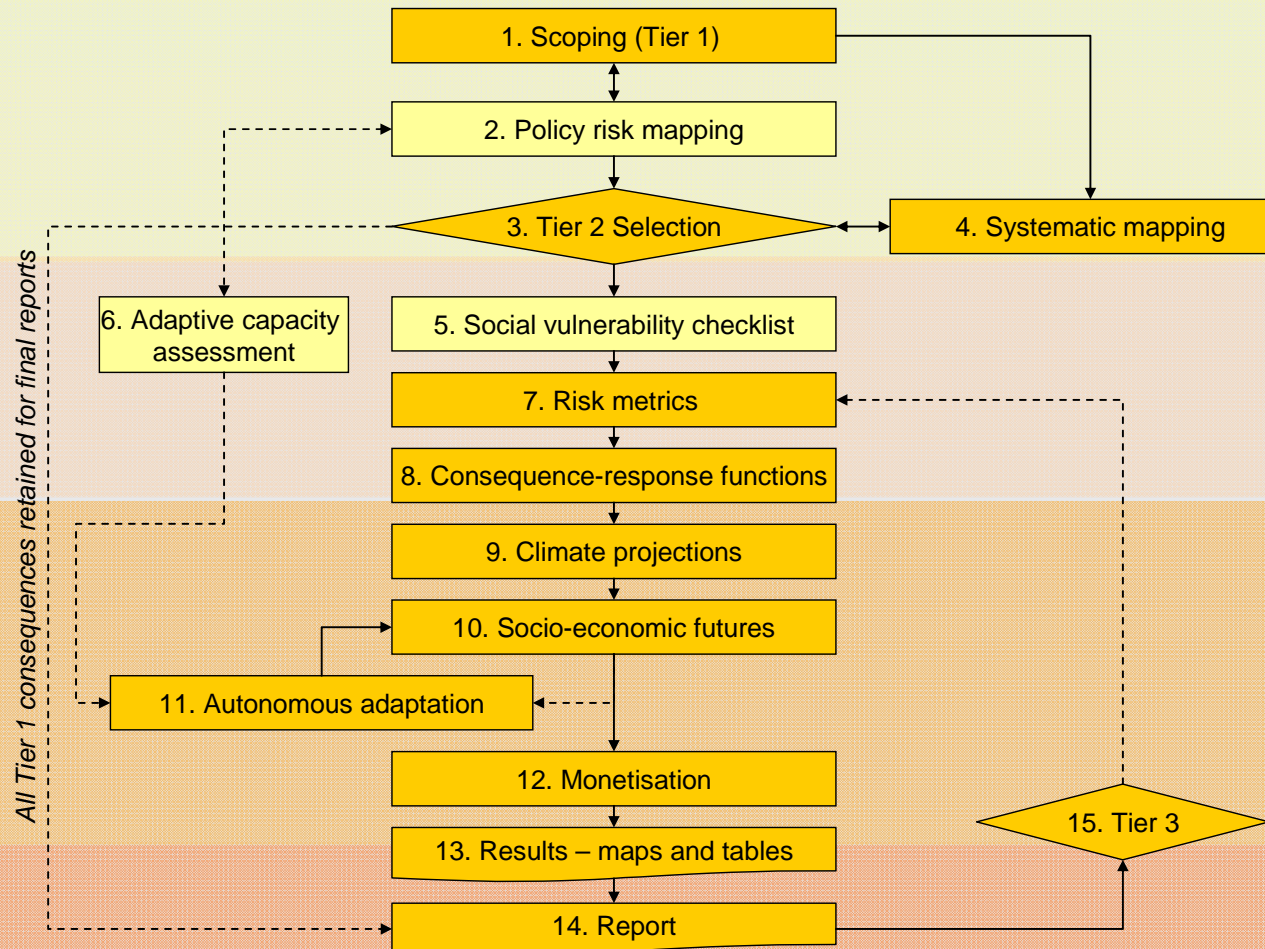 1. Scoping (Tier 1)
2. Policy risk mapping
3. Tier 2 Selection
4. Systematic mapping
6. Adaptive capacity
assessment
5. Social vulnerability checklist
7. Risk metrics
8. Consequence-response functions
9. Climate projections
10. Socio-economic futures
11. Autonomous adaptation
12. Monetisation
15. Tier 3
13. Results – maps and tables
14. Report
All Tier 1 consequences retained for final reports